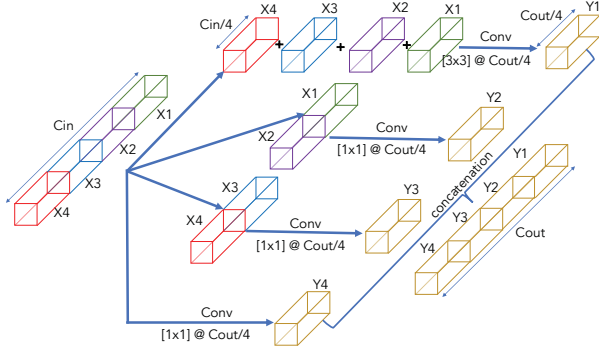 X4
X3
X2
X1
Y1
Cin/4
+
+
+
Conv
[3x3] @ Cout/4
Cout/4
Cin
X1
X2
X3
X4
X1
X2
Conv
[1x1] @ Cout/4
Y2
X3
X4
Conv
[1x1] @ Cout/4
Y3
concatenation
Y1
Y2
Y3
Y4
Cout
Conv
[1x1] @ Cout/4
Y4